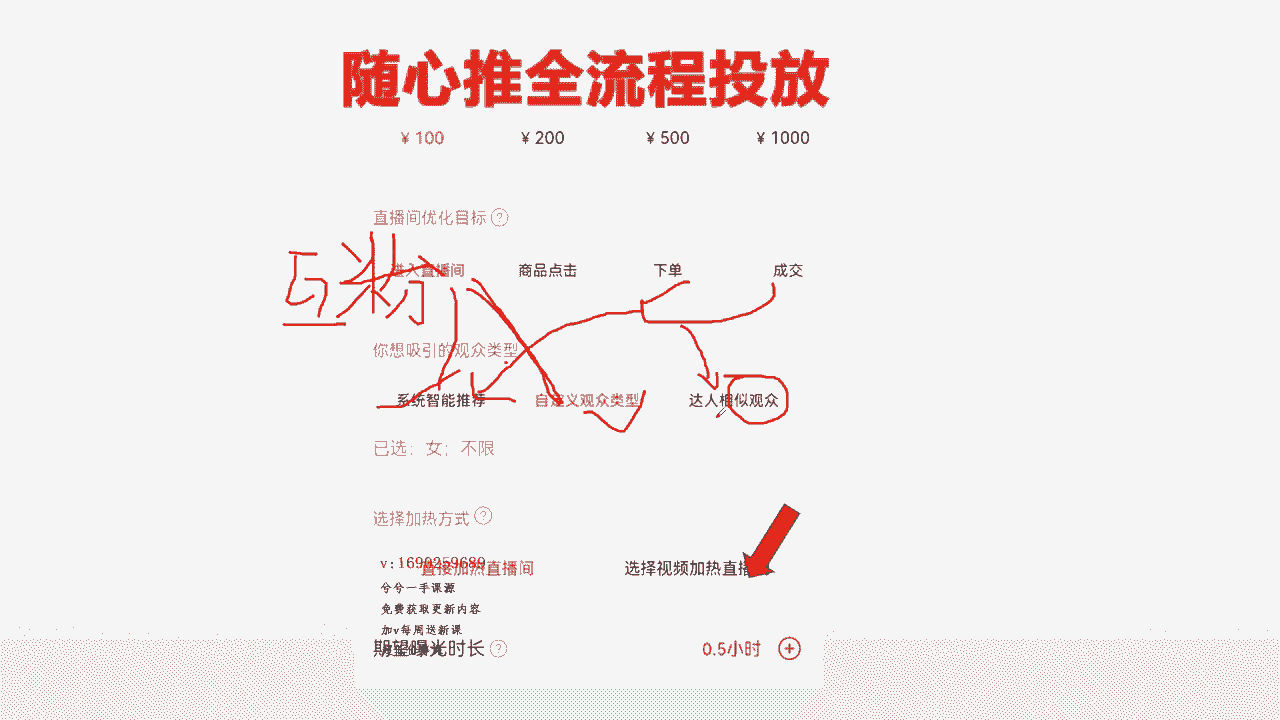 随心推全流程投放
¥ 100 ¥ 200 ¥ 500 ¥ 1000
直播间优化目标 ?
互粉 进入直播间 商品点击 下单 成交
你想吸引的观众类型
系统智能推荐 自定义观众类型 达人相似观众
已选：女；不限
选择加热方式 ?
v:1690259689
直接加热直播间 选择视频加热直播
兮兮一手课源
免费获取更新内容
加v每周送新课
期望曝光时长 ? 0.5小时 +